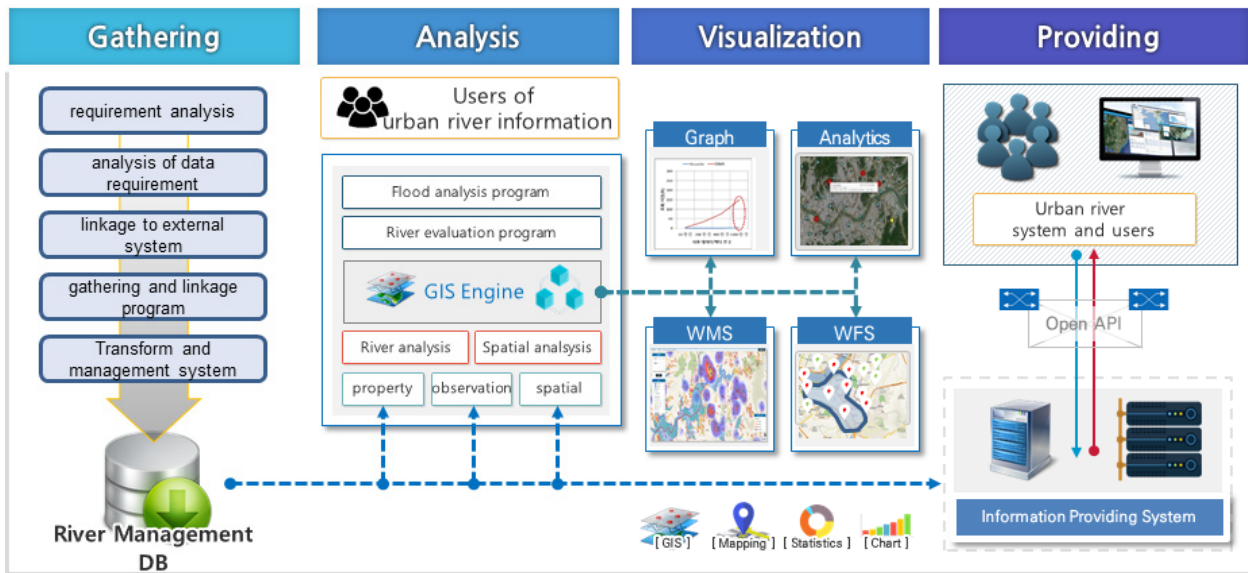 Gathering
Analysis
Visualization
Providing
requirement analysis
analysis of data
requirement
linkage to external
system
gathering and linkage
program
Transform and
management system
River Management
DB
Users of
urban river information
Flood analysis program
River evaluation program
GIS Engine
River analysis
Spatial analsysis
property
observation
spatial
Graph
Analytics
WMS
WFS
[ GIS ]
[ Mapping ]
[ Statistics ]
[ Chart ]
Urban river
system and users
Open API
Information Providing System